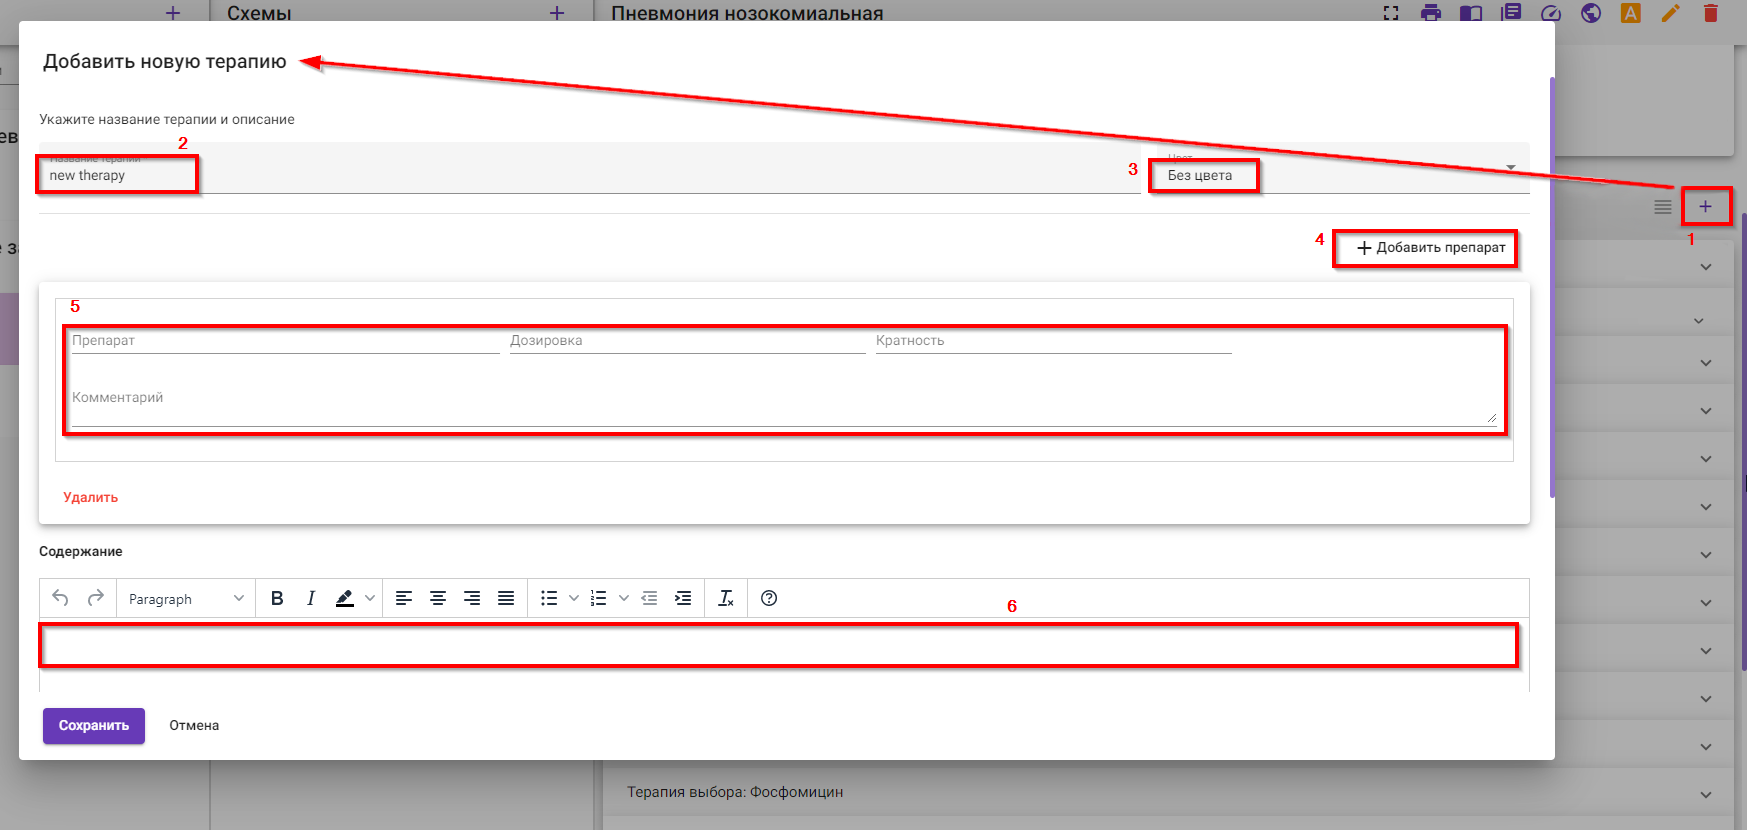 Схемы
Пневмония нозокомиальная
Добавить новую терапию
Укажите название терапии и описание
2
Название терапии
new therapy
3
Цвет
Без цвета
1
4
Добавить препарат
5
Препарат
Дозировка
Кратность
Комментарий
Удалить
Содержание
Paragraph
6
Сохранить
Отмена
Терапия выбора: Фосфомицин